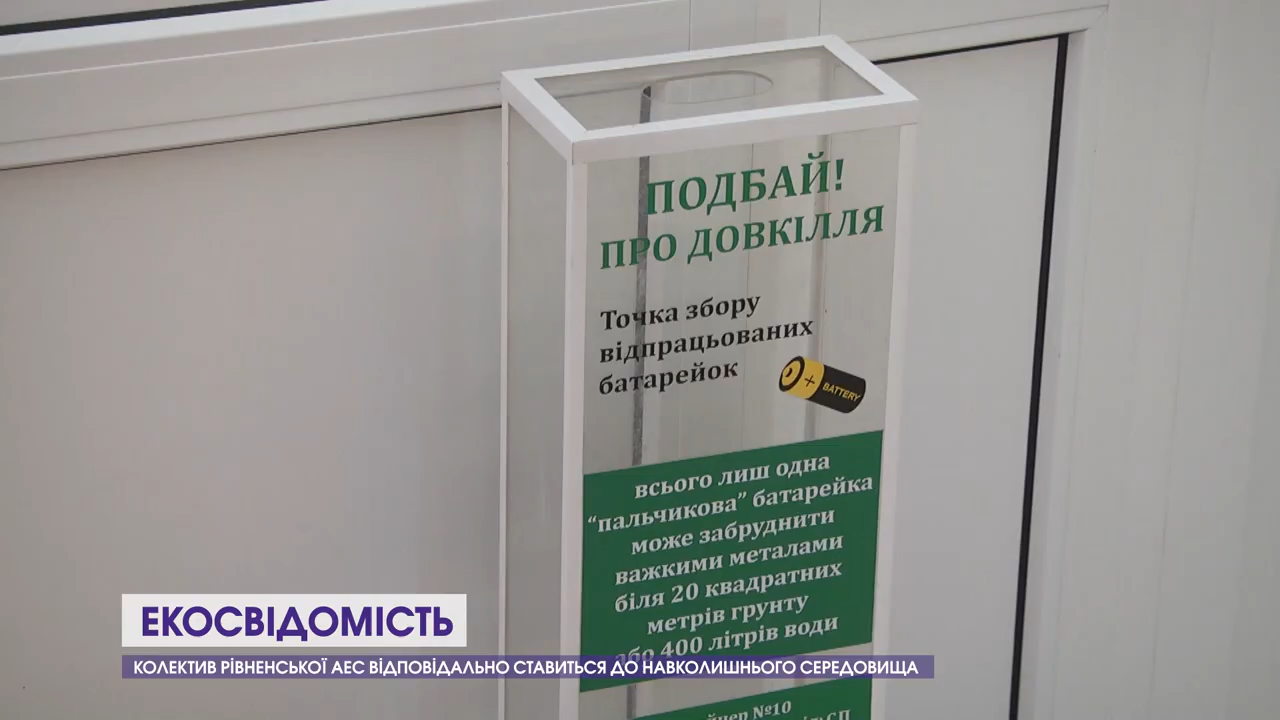 ПОДБАЙ!
ПРО ДОВКІЛЛЯ
Точка збору
відпрацьованих
батарейок
BATTERY
всього лиш одна
“пальчикова” батарейка
може забруднити
важкими металами
біля 20 квадратних
метрів грунту
або 400 літрів води
№10
ЕКОСВІДОМІСТЬ
КОЛЕКТИВ РІВНЕНСЬКОЇ АЕС ВІДПОВІДАЛЬНО СТАВИТЬСЯ ДО НАВКОЛИШНЬОГО СЕРЕДОВИЩА